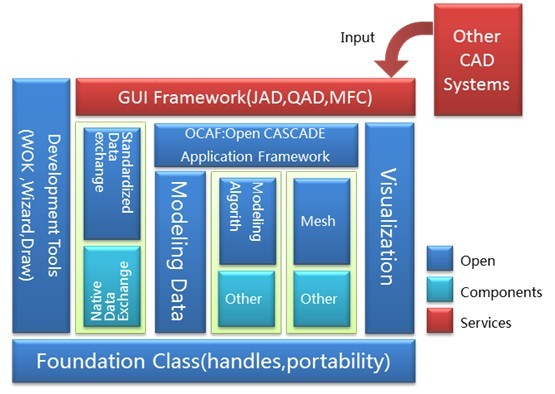 Input
Other
CAD
Systems
GUI Framework(JAD,QAD,MFC)
Development Tools
(WOK ,Wizard,Draw)
Standardized
Data
exchange
Native
Data
Exchange
OCAF:Open CASCADE
Application Framework
Modeling Data
Modeling
Algorith
Other
Mesh
Other
Visualization
Open
Components
Services
Foundation Class(handles,portability)